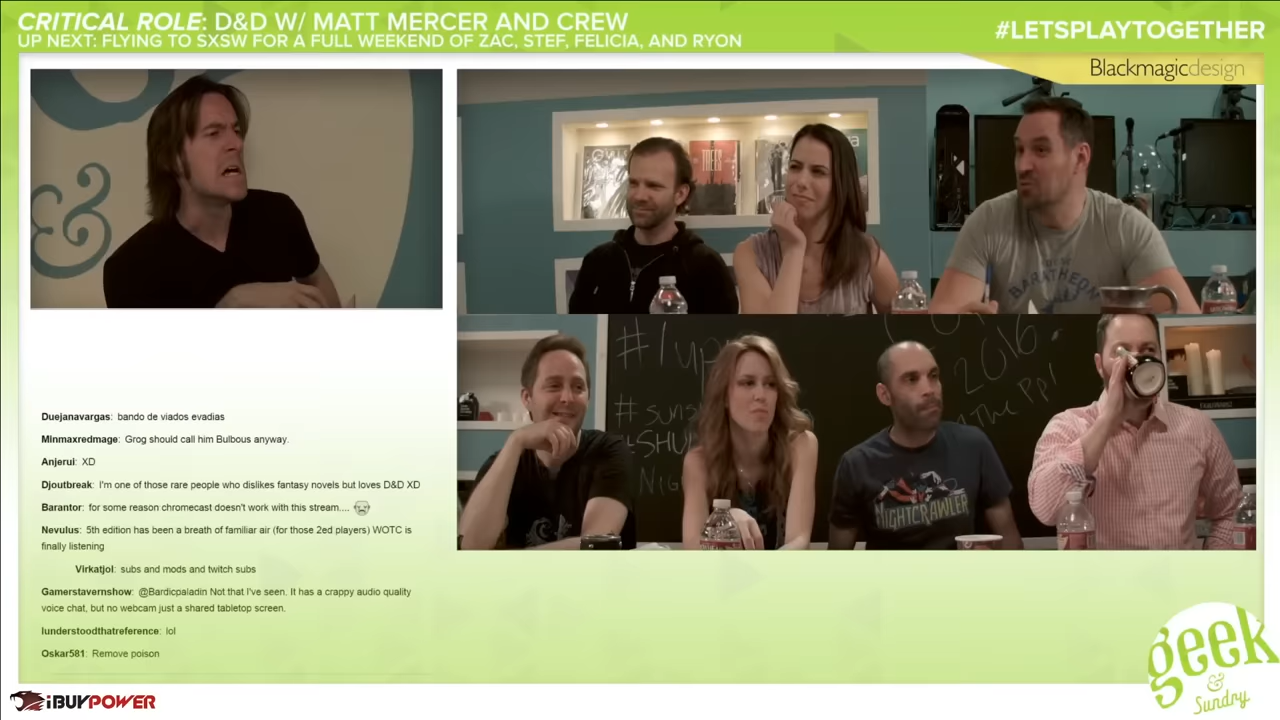 CRITICAL ROLE: D&D W/ MATT MERCER AND CREW
UP NEXT: FLYING TO SXSW FOR A FULL WEEKEND OF ZAC, STEF, FELICIA, AND RYON
#LETSPLAYTOGETHER
Blackmagicdesign
&
TREES
BARATHEON
2016
#1up
NIGHTCRAWLER
Duejanavargas: bando de viados evadias
Minmaxredmage: Grog should call him Bulbous anyway.
Anjerui: XD
Djoutbreak: I'm one of those rare people who dislikes fantasy novels but loves D&D XD
Barantor: for some reason chromecast doesn't work with this stream....
Nevulus: 5th edition has been a breath of familiar air (for those 2ed players) WOTC is
finally listening
Virkatjol: subs and mods and twitch subs
Gamerstavernshow: @Bardicpaladin Not that I've seen. It has a crappy audio quality
voice chat, but no webcam just a shared tabletop screen.
Iunderstoodthatreference: lol
Oskar581: Remove poison
iBUYPOWER
geek
&
Sundry